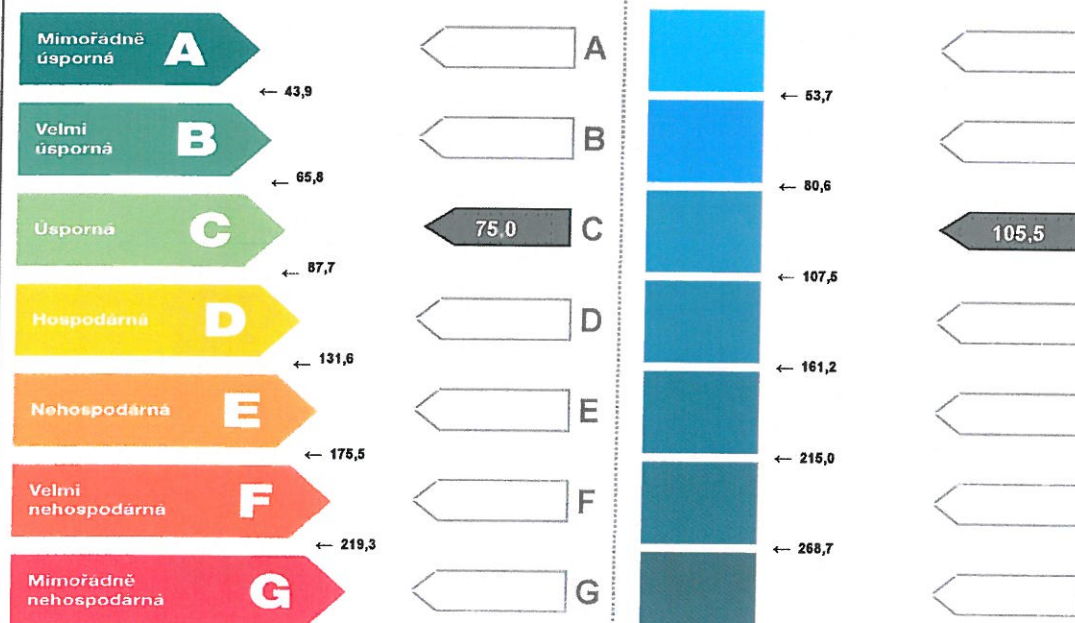 Mimořádně
úsporná
A
A
← 43,9
← 53,7
Velmi
úsporná
B
B
← 65,8
← 80,6
Úsporná
C
75,0
C
105,5
← 87,7
← 107,5
Hospodárná
D
D
← 131,6
← 161,2
Nehospodárná
E
E
← 175,5
← 215,0
Velmi
nehospodárná
F
F
← 219,3
← 268,7
Mimořádně
nehospodárná
G
G